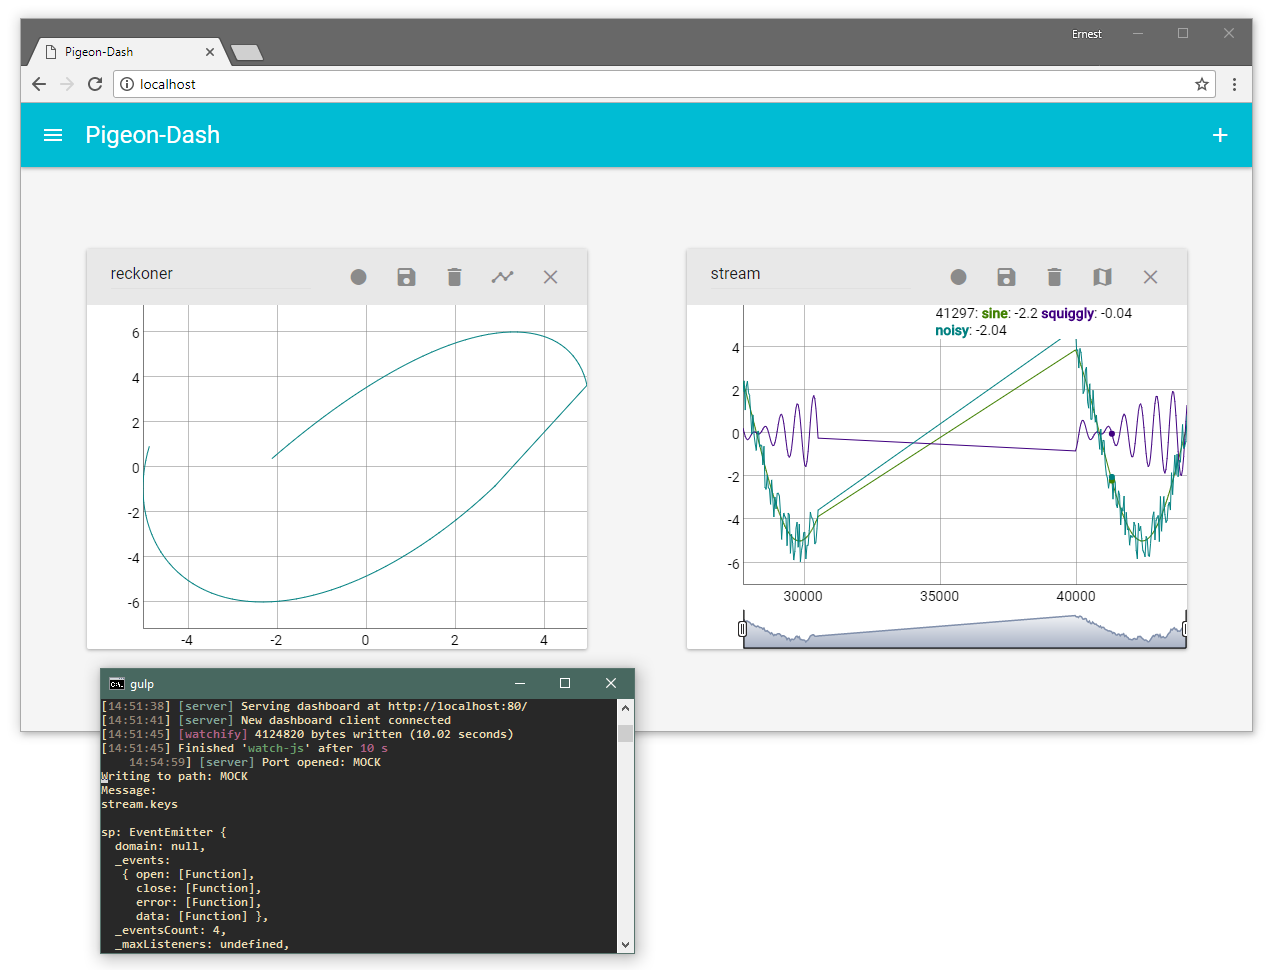 Ernest
Pigeon-Dash
localhost
Pigeon-Dash
reckoner
6
4
2
0
-2
-4
-6
-4 -2 0 2 4
stream
41297: sine: -2.2 squiggly: -0.04
noisy: -2.04
4
2
0
-2
-4
-6
30000 35000 40000
gulp
[14:51:38] [server] Serving dashboard at http://localhost:80/
[14:51:41] [server] New dashboard client connected
[14:51:45] [watchify] 4124820 bytes written (10.02 seconds)
[14:51:45] Finished 'watch-js' after 10 s
14:54:59] [server] Port opened: MOCK
Writing to path: MOCK
Message:
stream.keys
sp: EventEmitter {
domain: null,
_events:
{ open: [Function],
close: [Function],
error: [Function],
data: [Function] },
_eventsCount: 4,
_maxListeners: undefined,